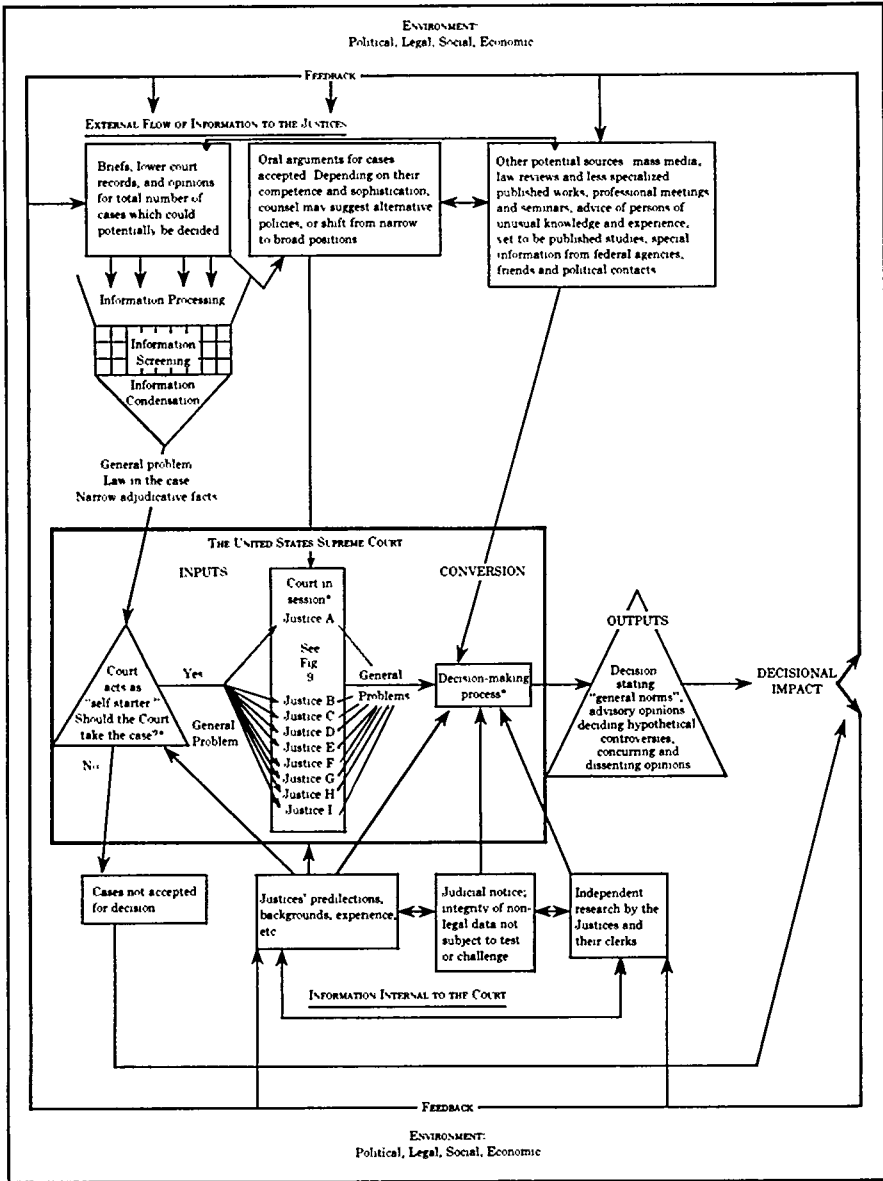 ENVIRONMENT:
Political, Legal, Social, Economic
FEEDBACK
EXTERNAL FLOW OF INFORMATION TO THE JUSTICES
Briefs, lower court
records, and opinions
for total number of
cases which could
potentially be decided
Oral arguments for cases
accepted Depending on their
competence and sophistication,
counsel may suggest alternative
policies, or shift from narrow
to broad positions
Other potential sources mass media,
law reviews and less specialized
published works, professional meetings
and seminars, advice of persons of
unusual knowledge and experience,
yet to be published studies, special
information from federal agencies,
friends and political contacts
Information Processing
Information
Screening
Information
Condensation
General problem
Law in the case
Narrow adjudicative facts
THE UNITED STATES SUPREME COURT
INPUTS
CONVERSION
Court in
session*
Justice A
See
Fig
9
Justice B
Justice C
Justice D
Justice E
Justice F
Justice G
Justice H
Justice I
Court
acts as
"self starter"
Should the Court
take the case?*
Yes
General
Problem
No
General
Problems
Decision-making
process*
OUTPUTS
Decision
stating
"general norms",
advisory opinions
deciding hypothetical
controversies,
concurring and
dissenting opinions
DECISIONAL
IMPACT
Cases not accepted
for decision
Justices' predilections,
backgrounds, experience,
etc
Judicial notice;
integrity of non-
legal data not
subject to test
or challenge
Independent
research by the
Justices and
their clerks
INFORMATION INTERNAL TO THE COURT
FEEDBACK
ENVIRONMENT:
Political, Legal, Social, Economic